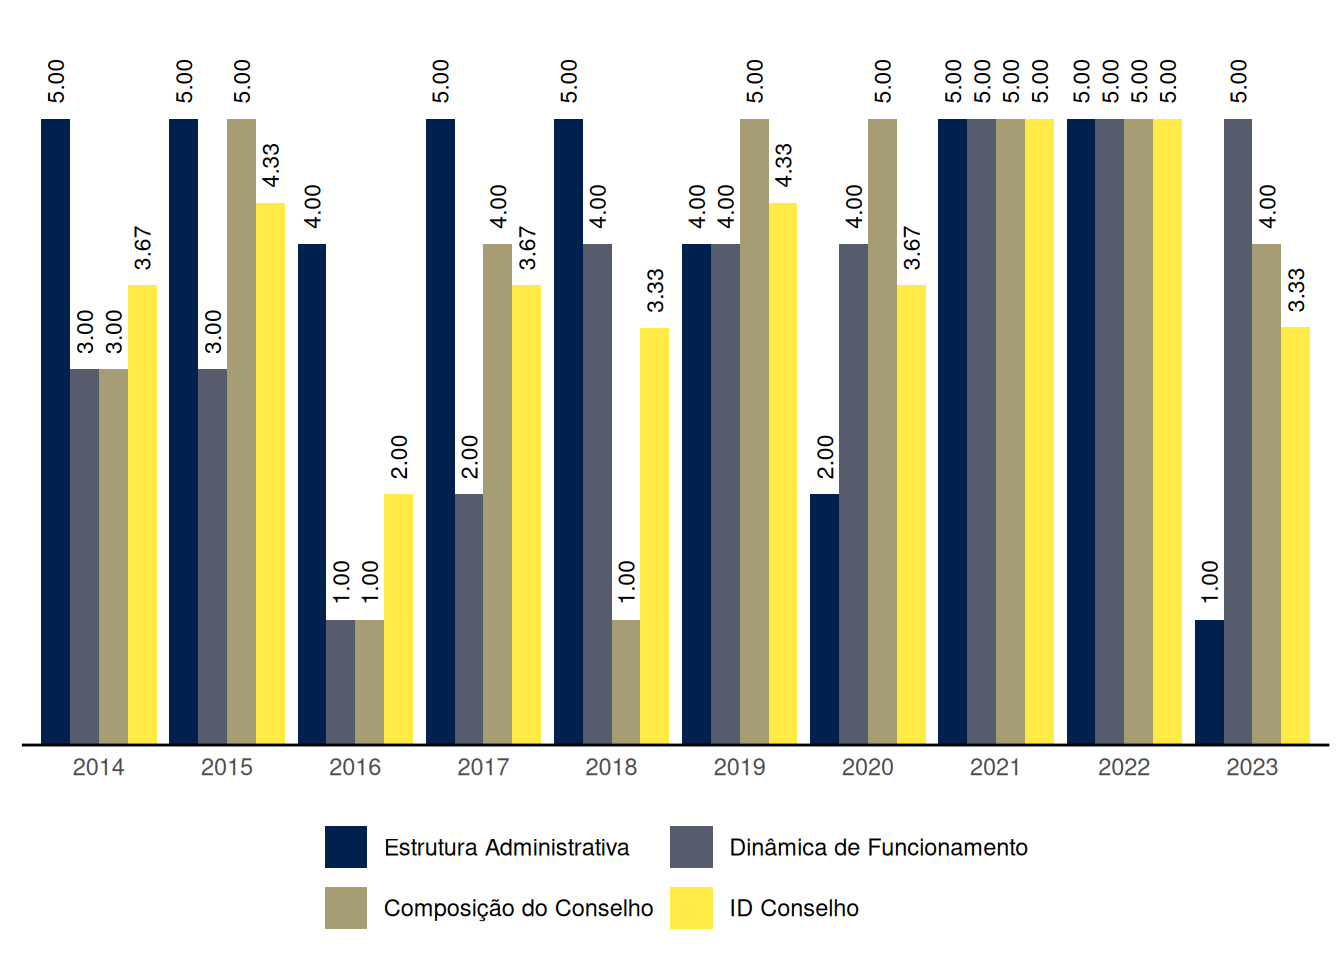 5.00 3.00 3.00 3.67 5.00 3.00 5.00 4.33 4.00 1.00 1.00 2.00 5.00 2.00 4.00 3.67 5.00 4.00 1.00 3.33 4.00 4.00 5.00 4.33 2.00 4.00 5.00 3.67 5.00 5.00 5.00 5.00 5.00 5.00 5.00 5.00 1.00 5.00 4.00 3.33
2014 2015 2016 2017 2018 2019 2020 2021 2022 2023
Estrutura Administrativa Dinâmica de Funcionamento
Composição do Conselho ID Conselho